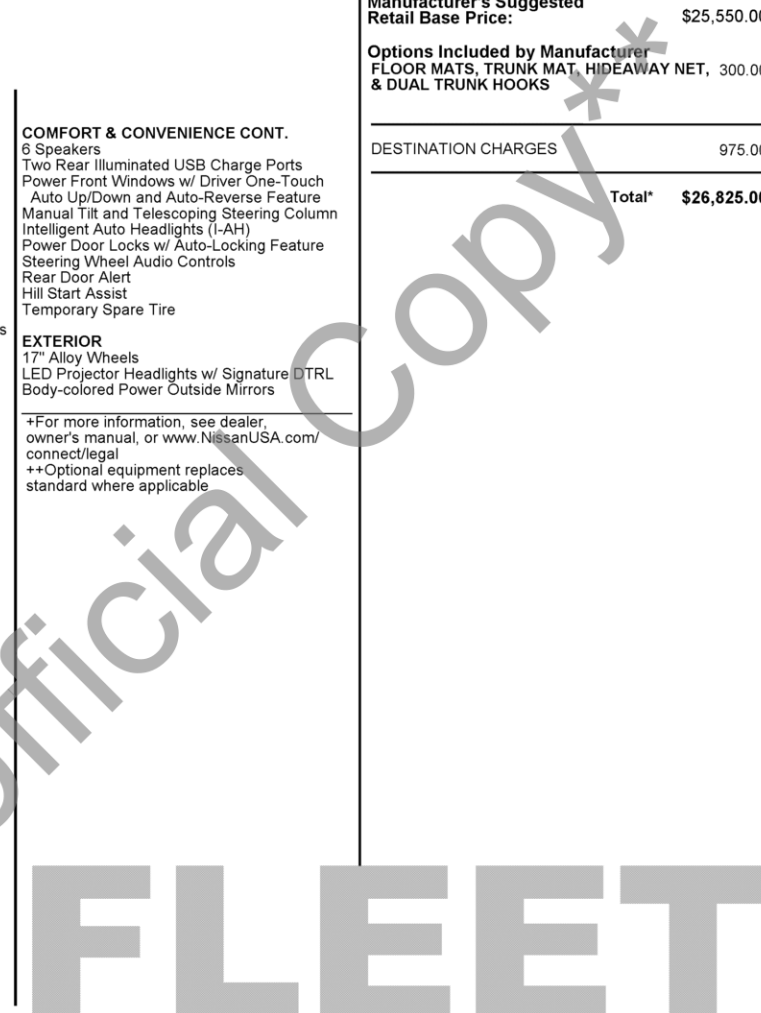 COMFORT & CONVENIENCE CONT.
6 Speakers
Two Rear Illuminated USB Charge Ports
Power Front Windows w/ Driver One-Touch
Auto Up/Down and Auto-Reverse Feature
Manual Tilt and Telescoping Steering Column
Intelligent Auto Headlights (I-AH)
Power Door Locks w/ Auto-Locking Feature
Steering Wheel Audio Controls
Rear Door Alert
Hill Start Assist
Temporary Spare Tire
s
EXTERIOR
17" Alloy Wheels
LED Projector Headlights w/ Signature DTRL
Body-colored Power Outside Mirrors
+For more information, see dealer,
owner's manual, or www.NissanUSA.com/
connect/legal
++Optional equipment replaces
standard where applicable
Manufacturer's Suggested
Retail Base Price: $25,550.00
Options Included by Manufacturer
FLOOR MATS, TRUNK MAT, HIDEAWAY NET, 300.00
& DUAL TRUNK HOOKS
DESTINATION CHARGES 975.00
Total* $26,825.00
fficial Copy**
FLEET